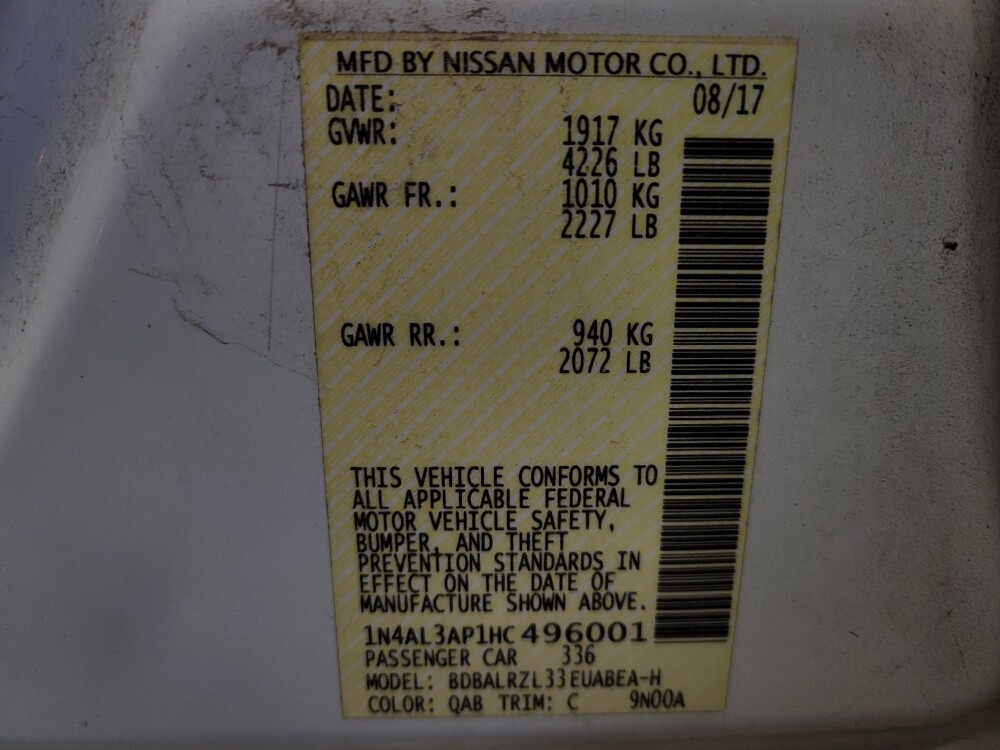 MFD BY NISSAN MOTOR CO., LTD.
DATE: 08/17
GVWR: 1917 KG
4226 LB
GAWR FR.: 1010 KG
2227 LB
GAWR RR.: 940 KG
2072 LB
THIS VEHICLE CONFORMS TO
ALL APPLICABLE FEDERAL
MOTOR VEHICLE SAFETY,
BUMPER, AND THEFT
PREVENTION STANDARDS IN
EFFECT ON THE DATE OF
MANUFACTURE SHOWN ABOVE.
1N4AL3AP1HC 496001
PASSENGER CAR 336
MODEL: BDBALRZL33EUABEA-H
COLOR: QAB TRIM: C 9N00A